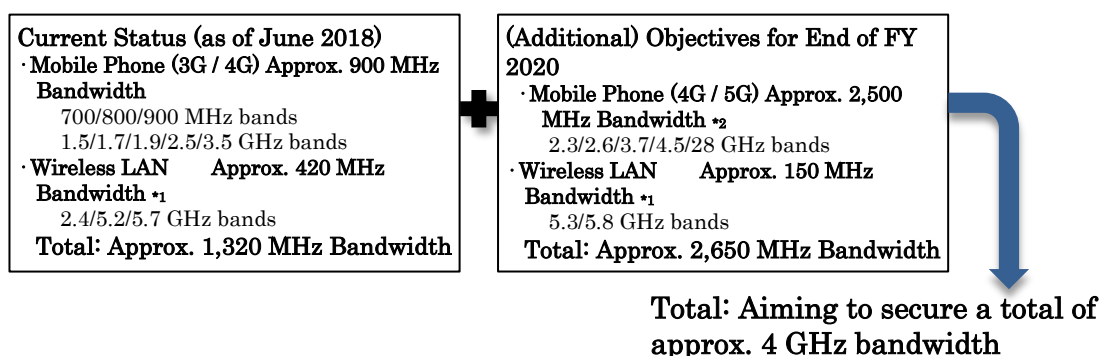 Current Status (as of June 2018)
・Mobile Phone (3G / 4G) Approx. 900 MHz
Bandwidth
700/800/900 MHz bands
1.5/1.7/1.9/2.5/3.5 GHz bands
・Wireless LAN Approx. 420 MHz
Bandwidth *1
2.4/5.2/5.7 GHz bands
Total: Approx. 1,320 MHz Bandwidth
(Additional) Objectives for End of FY
2020
・Mobile Phone (4G / 5G) Approx. 2,500
MHz Bandwidth *2
2.3/2.6/3.7/4.5/28 GHz bands
・Wireless LAN Approx. 150 MHz
Bandwidth *1
5.3/5.8 GHz bands
Total: Approx. 2,650 MHz Bandwidth
Total: Aiming to secure a total of
approx. 4 GHz bandwidth